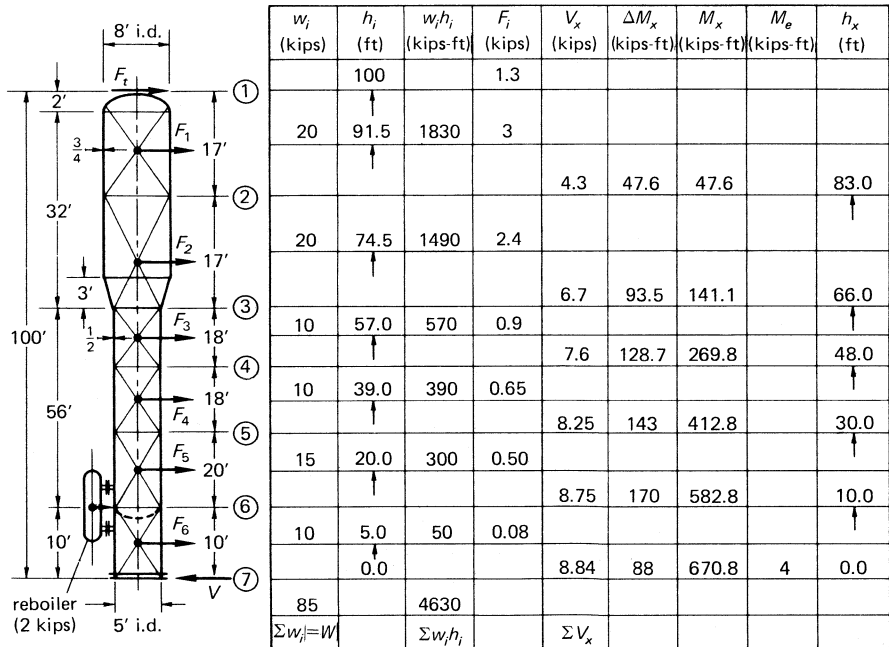 8' i.d.
F_t
①
2'
F_1
3/4
17'
②
32'
F_2
17'
3'
③
F_3
100'
1/2
18'
④
18'
56'
F_4
⑤
F_5
20'
⑥
F_6
10'
10'
⑦
V
reboiler
(2 kips)
5' i.d.
w_i h_i w_ih_i F_i V_x ΔM_x M_x M_e h_x
(kips) (ft) (kips-ft) (kips) (kips) (kips-ft) (kips-ft) (kips-ft) (ft)
100 1.3
20 91.5 1830 3
4.3 47.6 47.6 83.0
20 74.5 1490 2.4
6.7 93.5 141.1 66.0
10 57.0 570 0.9
7.6 128.7 269.8 48.0
10 39.0 390 0.65
8.25 143 412.8 30.0
15 20.0 300 0.50
8.75 170 582.8 10.0
10 5.0 50 0.08
0.0 8.84 88 670.8 4 0.0
85 4630
Σw_i=W Σw_ih_i ΣV_x